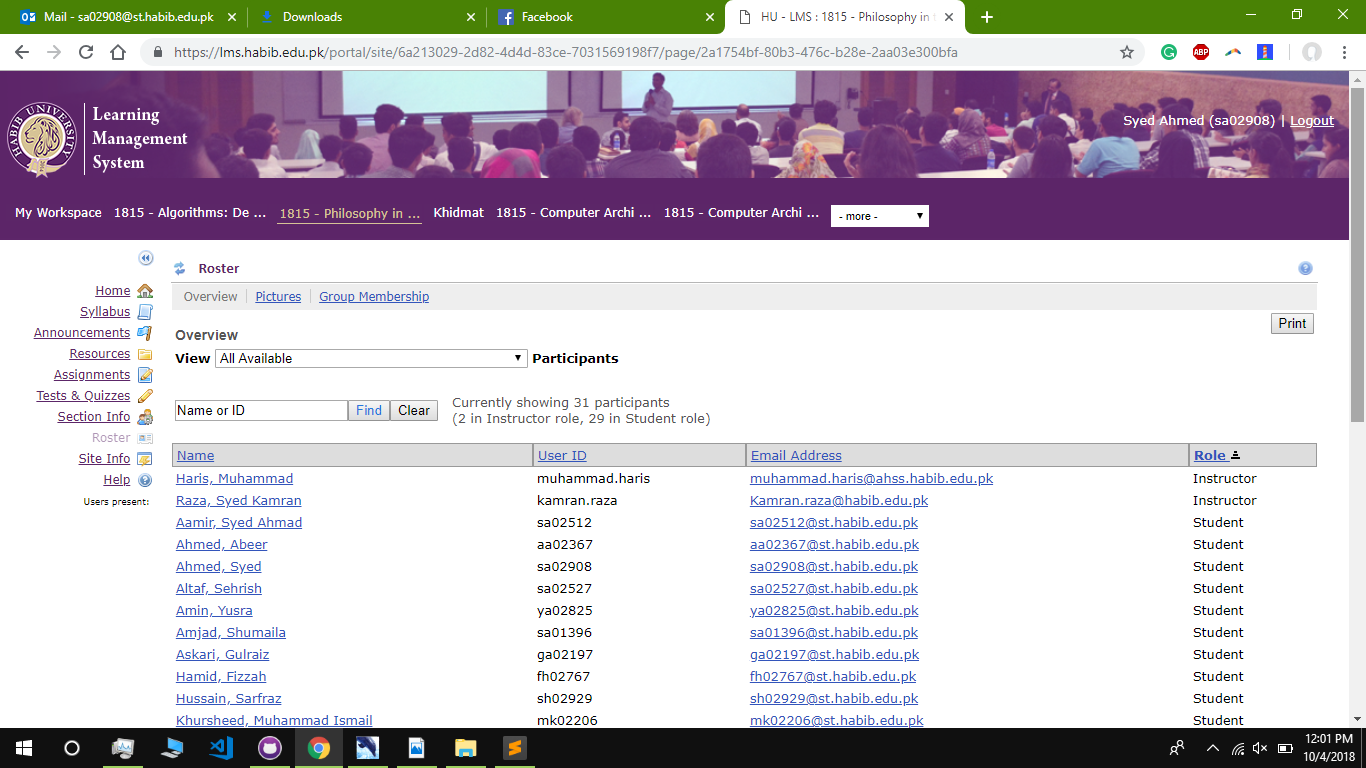 Mail - sa02908@st.habib.edu.pk
Downloads
Facebook
HU - LMS : 1815 - Philosophy in
https://lms.habib.edu.pk/portal/site/6a213029-2d82-4d4d-83ce-7031569198f7/page/2a1754bf-80b3-476c-b28e-2aa03e300bfa
ABP
HABIB UNIVERSITY
Learning
Management
System
Syed Ahmed (sa02908) | Logout
My Workspace 1815 - Algorithms: De ... 1815 - Philosophy in ... Khidmat 1815 - Computer Archi ... 1815 - Computer Archi ... - more -
Home
Syllabus
Announcements
Resources
Assignments
Tests & Quizzes
Section Info
Roster
Site Info
Help
Users present:
Roster
Overview Pictures Group Membership
Print
Overview
View All Available Participants
Name or ID Find Clear
Currently showing 31 participants
(2 in Instructor role, 29 in Student role)
Name User ID Email Address Role
Haris, Muhammad muhammad.haris muhammad.haris@ahss.habib.edu.pk Instructor
Raza, Syed Kamran kamran.raza Kamran.raza@habib.edu.pk Instructor
Aamir, Syed Ahmad sa02512 sa02512@st.habib.edu.pk Student
Ahmed, Abeer aa02367 aa02367@st.habib.edu.pk Student
Ahmed, Syed sa02908 sa02908@st.habib.edu.pk Student
Altaf, Sehrish sa02527 sa02527@st.habib.edu.pk Student
Amin, Yusra ya02825 ya02825@st.habib.edu.pk Student
Amjad, Shumaila sa01396 sa01396@st.habib.edu.pk Student
Askari, Gulraiz ga02197 ga02197@st.habib.edu.pk Student
Hamid, Fizzah fh02767 fh02767@st.habib.edu.pk Student
Hussain, Sarfraz sh02929 sh02929@st.habib.edu.pk Student
Khursheed, Muhammad Ismail mk02206 mk02206@st.habib.edu.pk Student
12:01 PM
10/4/2018